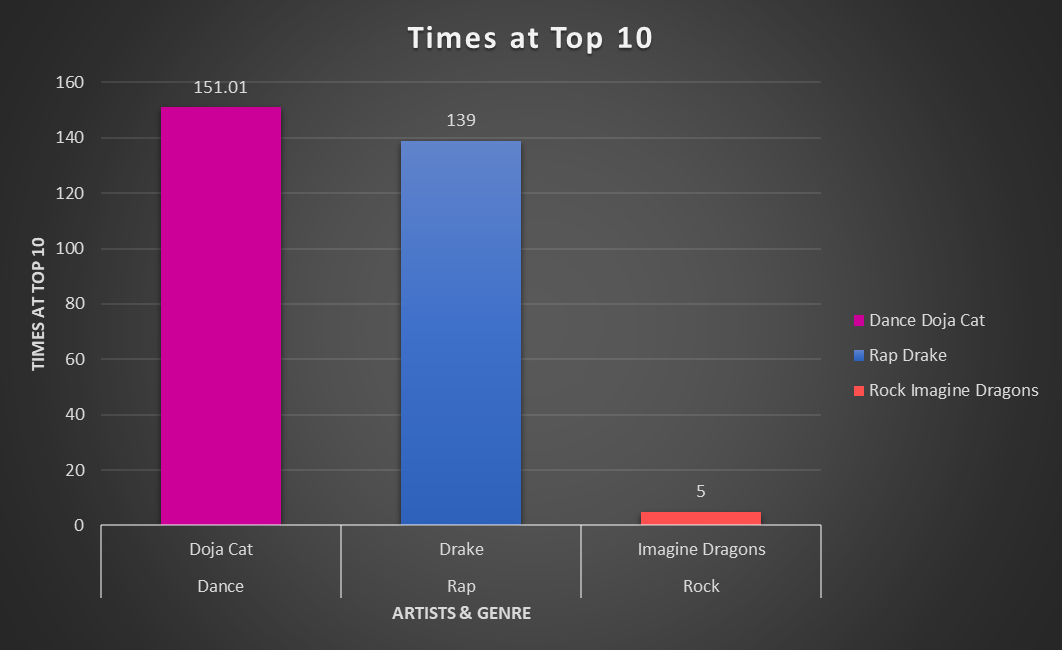 Times at Top 10
TIMES AT TOP 10
160
140
120
100
80
60
40
20
0
151.01
139
5
Doja Cat
Drake
Imagine Dragons
Dance
Rap
Rock
ARTISTS & GENRE
Dance Doja Cat
Rap Drake
Rock Imagine Dragons